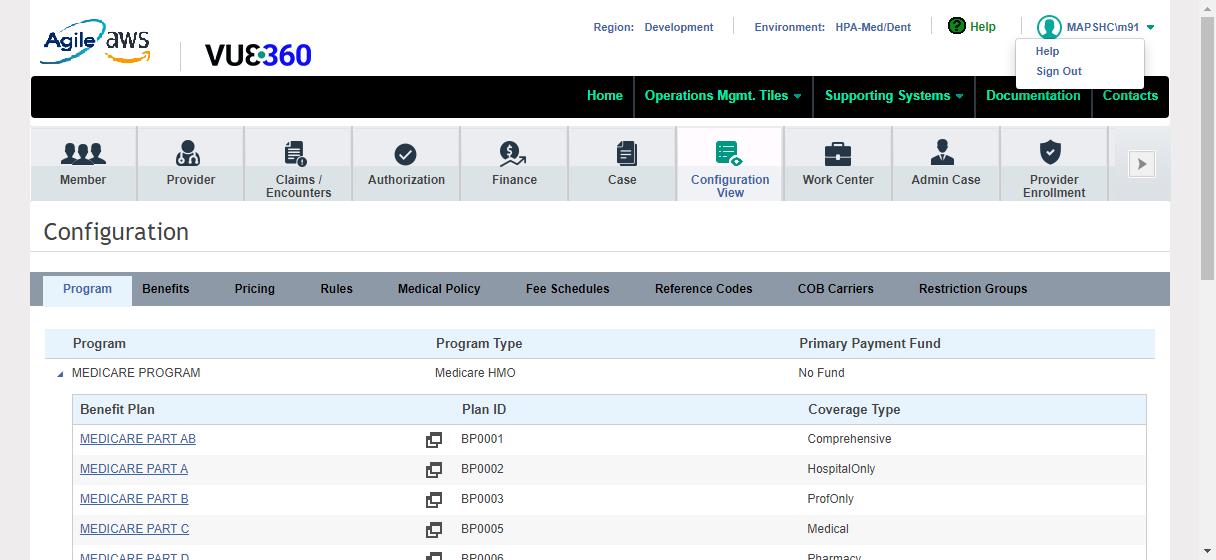 Agile aws
VUE360
Region: Development
Environment: HPA-Med/Dent
? Help
MAPSHC\m91
Help
Sign Out
Home
Operations Mgmt. Tiles
Supporting Systems
Documentation
Contacts
Member
Provider
Claims /
Encounters
Authorization
Finance
Case
Configuration
View
Work Center
Admin Case
Provider
Enrollment
Configuration
Program Benefits Pricing Rules Medical Policy Fee Schedules Reference Codes COB Carriers Restriction Groups
Program Program Type Primary Payment Fund
MEDICARE PROGRAM Medicare HMO No Fund
Benefit Plan Plan ID Coverage Type
MEDICARE PART AB BP0001 Comprehensive
MEDICARE PART A BP0002 HospitalOnly
MEDICARE PART B BP0003 ProfOnly
MEDICARE PART C BP0005 Medical
MEDICARE PART D BP0006 Pharmacy